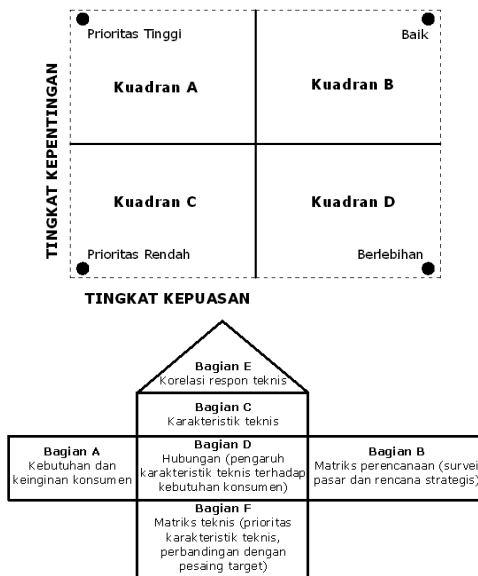 Prioritas Tinggi
Baik
Kuadran A
Kuadran B
TINGKAT KEPENTINGAN
Kuadran C
Kuadran D
Prioritas Rendah
Berlebihan
TINGKAT KEPUASAN
Bagian E
Korelasi respon teknis
Bagian C
Karakteristik teknis
Bagian A
Kebutuhan dan
keinginan konsumen
Bagian D
Hubungan (pengaruh
karakteristik teknis terhadap
kebutuhan konsumen)
Bagian B
Matriks perencanaan (survei
pasar dan rencana strategis)
Bagian F
Matriks teknis (prioritas
karakteristik teknis,
perbandingan dengan
pesaing target)